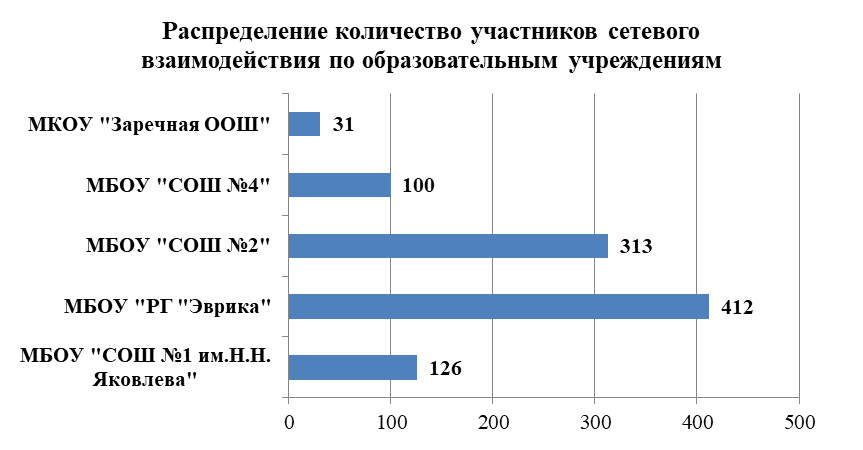 Распределение количество участников сетевого
взаимодействия по образовательным учреждениям
МКОУ "Заречная ООШ"
31
МБОУ "СОШ №4"
100
МБОУ "СОШ №2"
313
МБОУ "РГ "Эврика"
412
МБОУ "СОШ №1 им.Н.Н.
Яковлева"
126
0 100 200 300 400 500